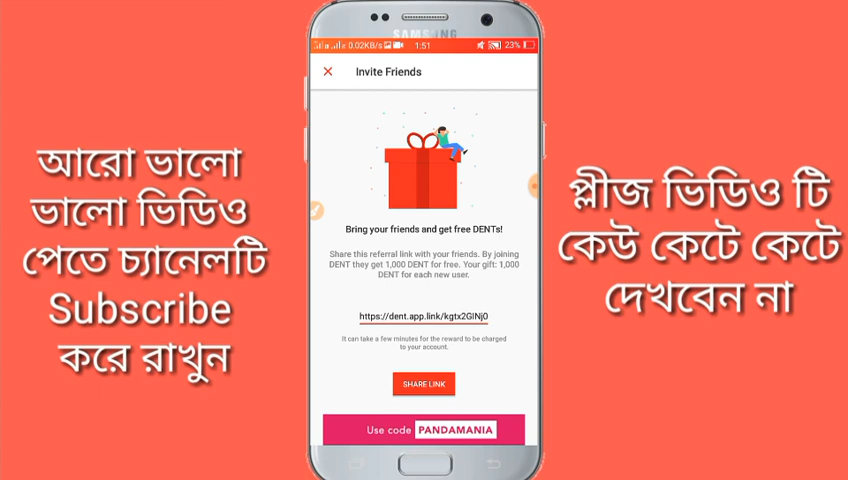 আরো ভালো
ভালো ভিডিও
পেতে চ্যানেলটি
Subscribe
করে রাখুন
SAMSUNG
0.02KB/s 1:51 23%
Invite Friends
Bring your friends and get free DENTs!
Share this referral link with your friends. By joining
DENT they get 1,000 DENT for free. Your gift: 1,000
DENT for each new user.
https://dent.app.link/kgtx2GlNj0
It can take a few minutes for the reward to be charged
to your account.
SHARE LINK
Use code PANDAMANIA
প্লীজ ভিডিও টি
কেউ কেটে কেটে
দেখবেন না